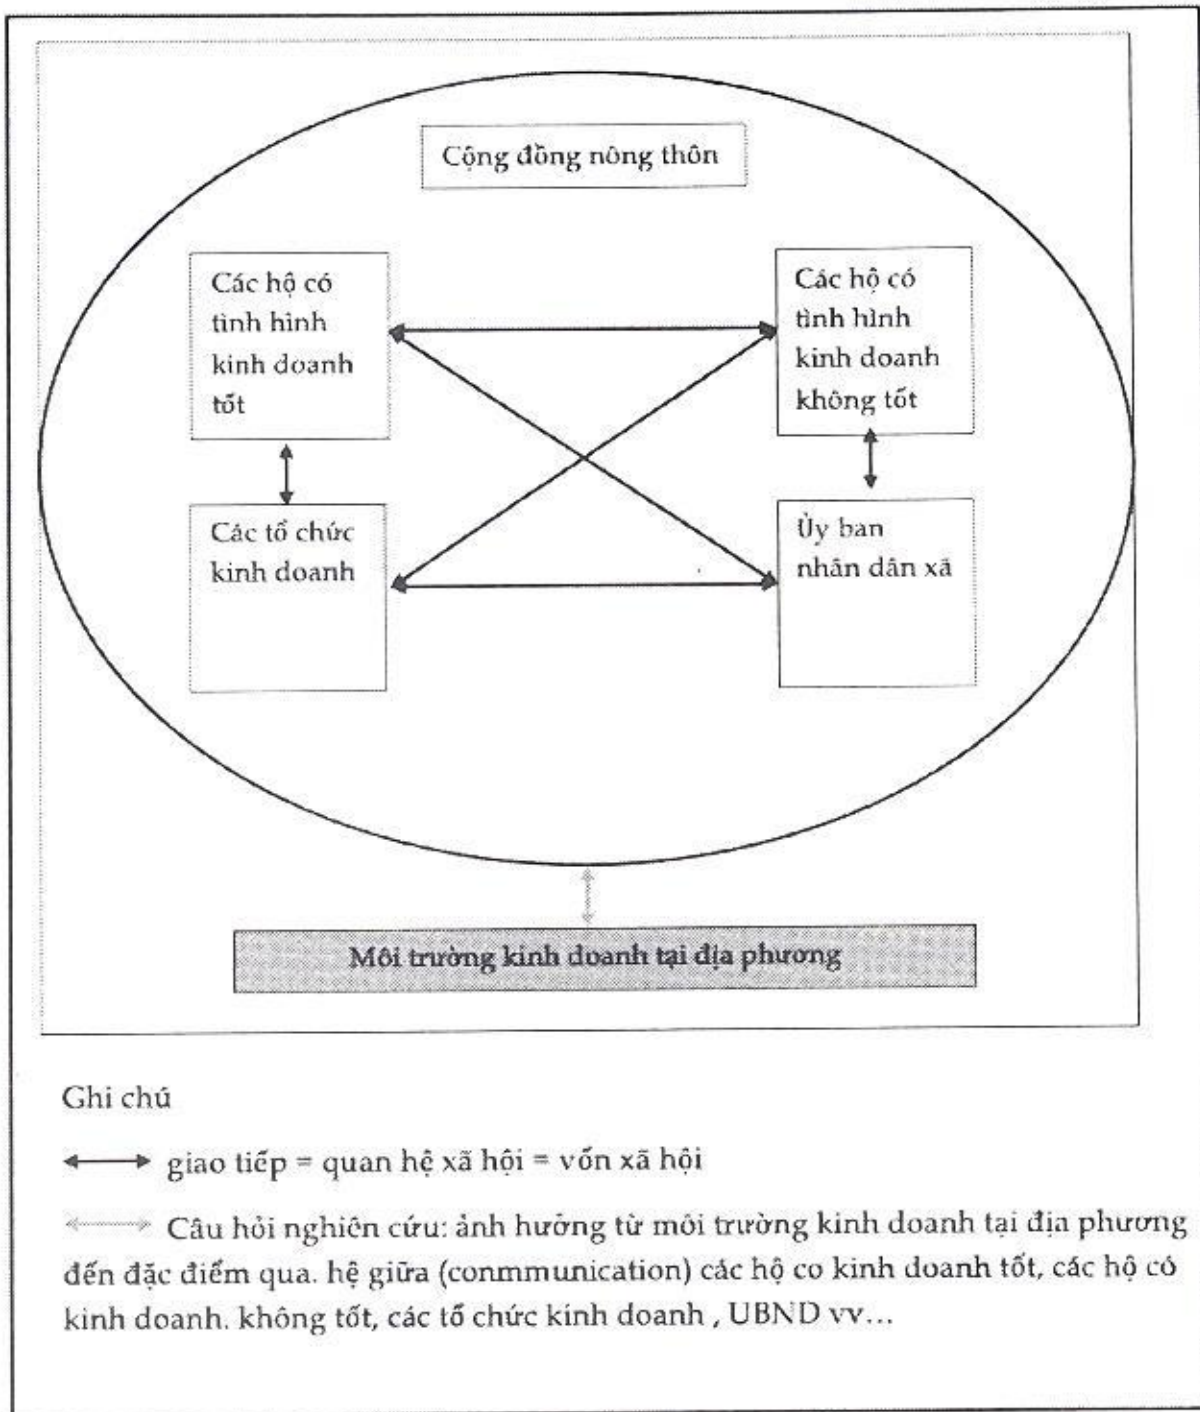 Cộng đồng nông thôn
Các hộ có
tình hình
kinh doanh
tốt
Các hộ có
tình hình
kinh doanh
không tốt
Các tổ chức
kinh doanh
Ủy ban
nhân dân xã
Môi trường kinh doanh tại địa phương
Ghi chú
giao tiếp = quan hệ xã hội = vốn xã hội
Câu hỏi nghiên cứu: ảnh hưởng từ môi trường kinh doanh tại địa phương
đến đặc điểm qua. hệ giữa (conmmunication) các hộ co kinh doanh tốt, các hộ có
kinh doanh. không tốt, các tổ chức kinh doanh , UBND vv...